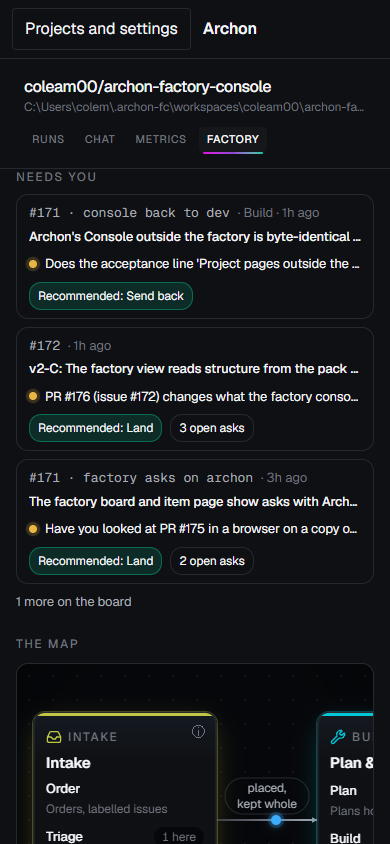 Projects and settings Archon
coleam00/archon-factory-console
C:\Users\colem\.archon-fc\workspaces\coleam00\archon-fa...
RUNS CHAT METRICS FACTORY
NEEDS YOU
#171 · console back to dev · Build · 1h ago
Archon's Console outside the factory is byte-identical ...
Does the acceptance line 'Project pages outside the ...
Recommended: Send back
#172 · 1h ago
v2-C: The factory view reads structure from the pack ...
PR #176 (issue #172) changes what the factory conso...
Recommended: Land 3 open asks
#171 · factory asks on archon · 3h ago
The factory board and item page show asks with Arch...
Have you looked at PR #175 in a browser on a copy o...
Recommended: Land 2 open asks
1 more on the board
THE MAP
INTAKE
Intake
Order
Orders, labelled issues
Triage 1 here
placed,
kept whole
BU
Plan &
Plan
Plans ho
Build